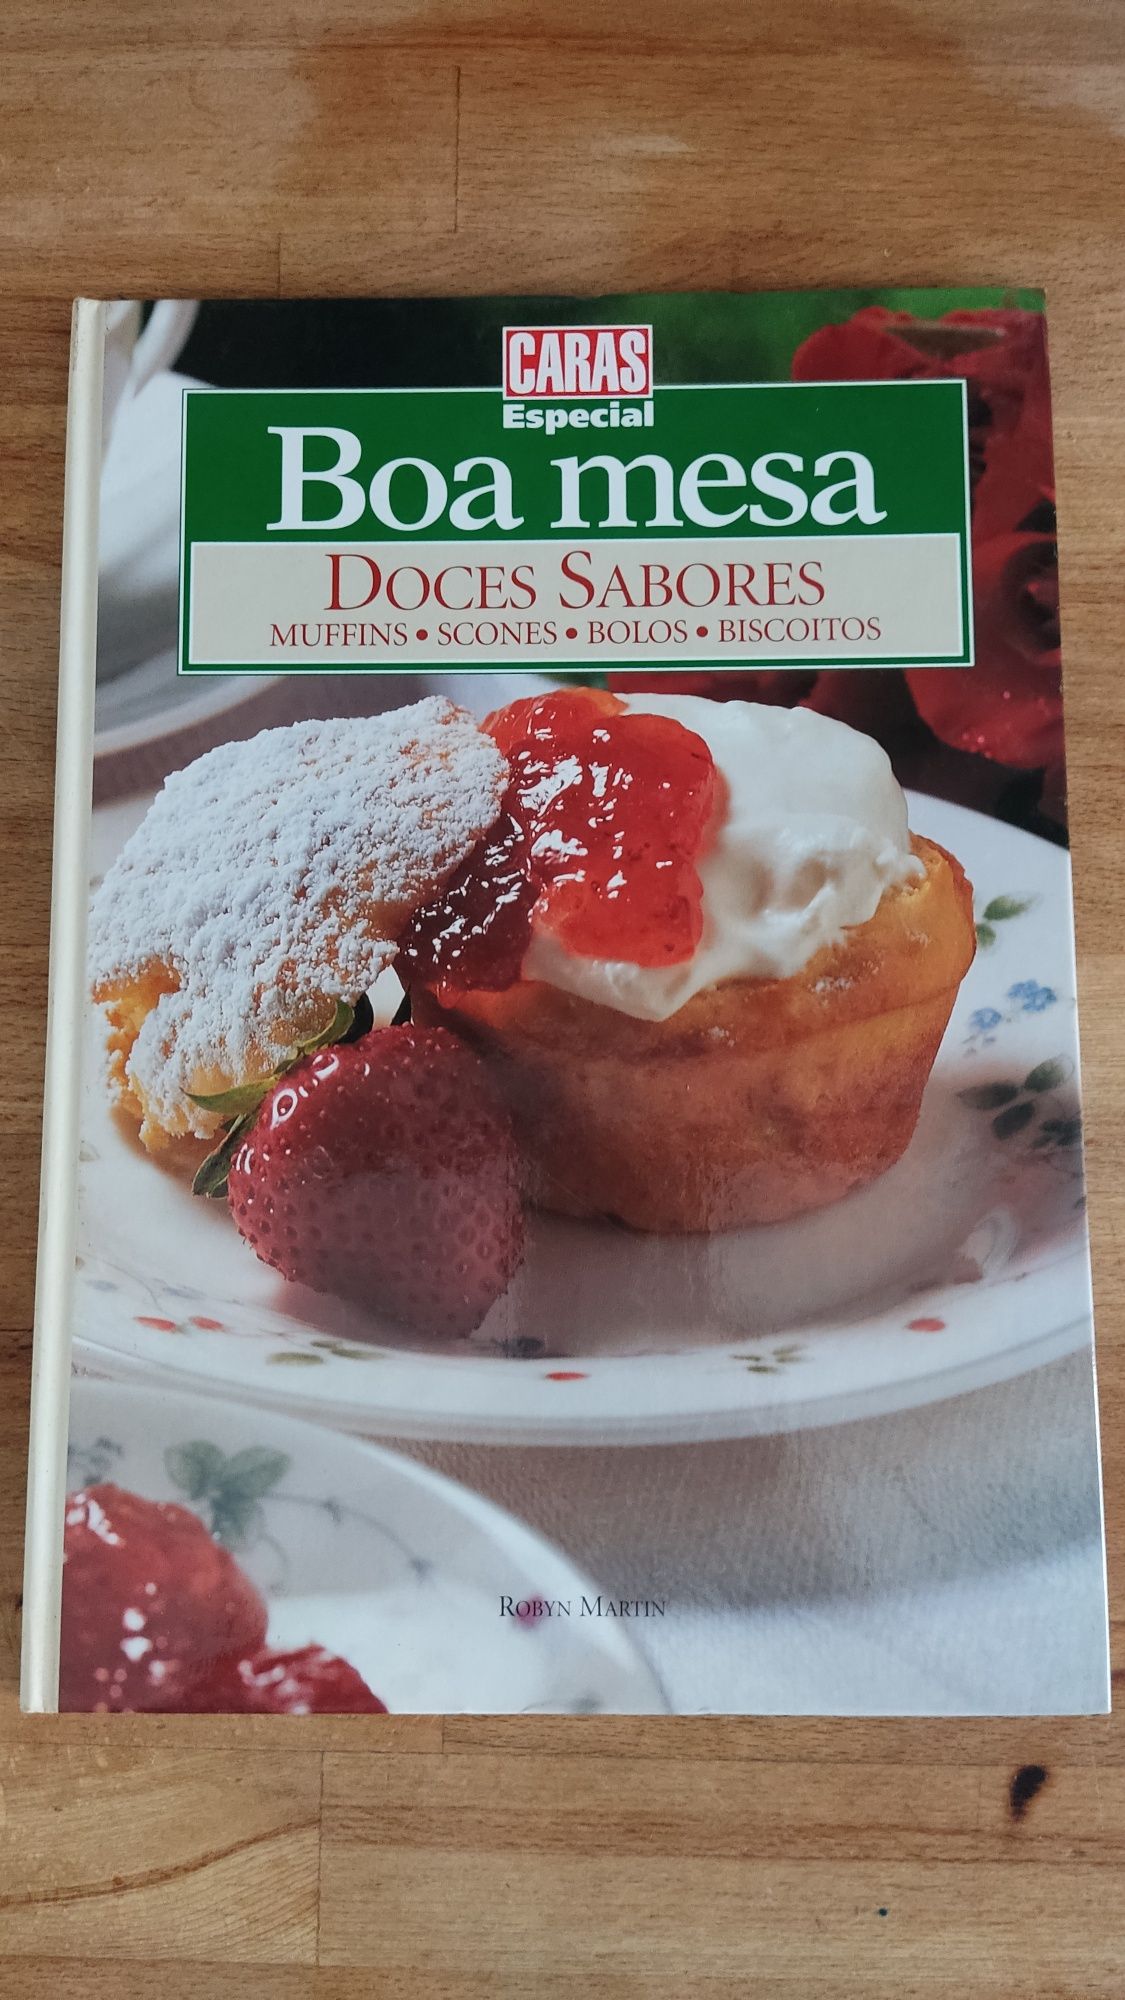 CARAS
Especial
Boa mesa
DOCES SABORES
MUFFINS • SCONES • BOLOS • BISCOITOS
ROBYN MARTIN